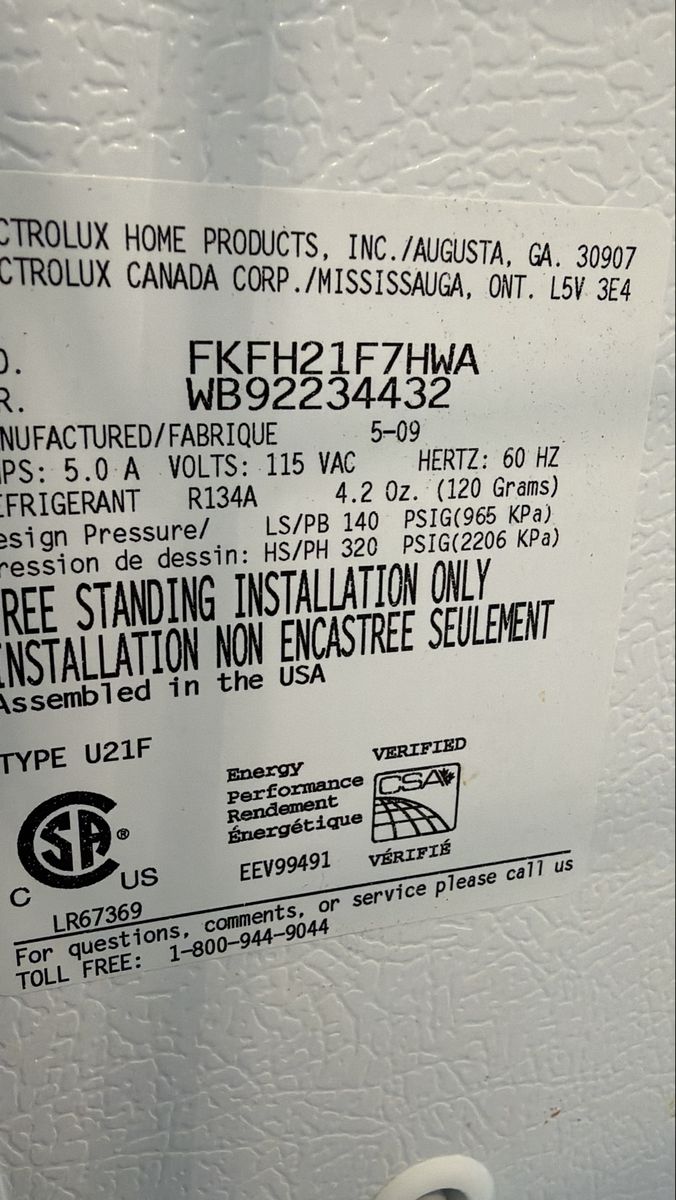 CTROLUX HOME PRODUCTS, INC./AUGUSTA, GA. 30907
CTROLUX CANADA CORP./MISSISSAUGA, ONT. L5V 3E4
O. FKFH21F7HWA
R. WB92234432
NUFACTURED/FABRIQUE 5-09
PS: 5.0 A VOLTS: 115 VAC HERTZ: 60 HZ
EFRIGERANT R134A 4.2 Oz. (120 Grams)
esign Pressure/ LS/PB 140 PSIG(965 KPa)
ression de dessin: HS/PH 320 PSIG(2206 KPa)
REE STANDING INSTALLATION ONLY
INSTALLATION NON ENCASTREE SEULEMENT
Assembled in the USA
TYPE U21F
Energy
Performance
Rendement
Énergétique
VERIFIED
CSA
VÉRIFIÉ
EEV99491
SA®
C US
LR67369
For questions, comments, or service please call us
TOLL FREE: 1-800-944-9044